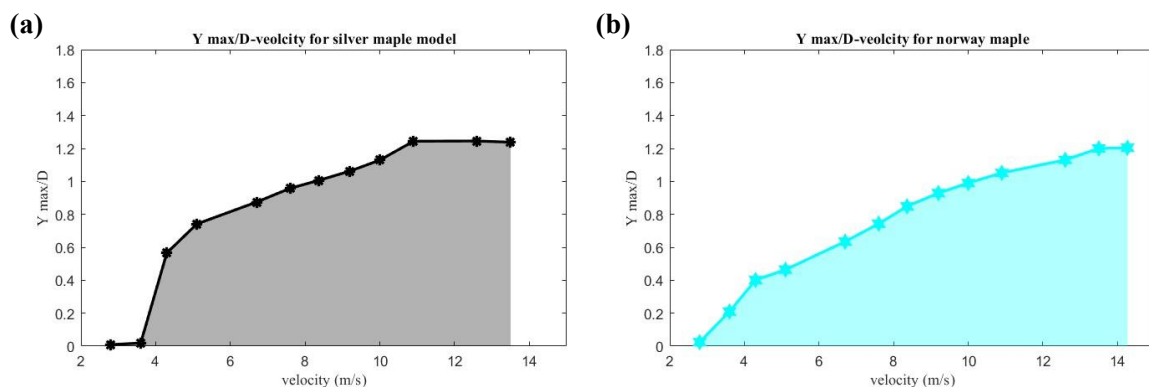 (a)
Y max/D-veolcity for silver maple model
1.8
1.6
1.4
1.2
1
0.8
0.6
0.4
0.2
0
Y max/D
2 4 6 8 10 12 14
velocity (m/s)
(b)
Y max/D-veolcity for norway maple
1.8
1.6
1.4
1.2
1
0.8
0.6
0.4
0.2
0
Y max/D
2 4 6 8 10 12 14
velocity (m/s)